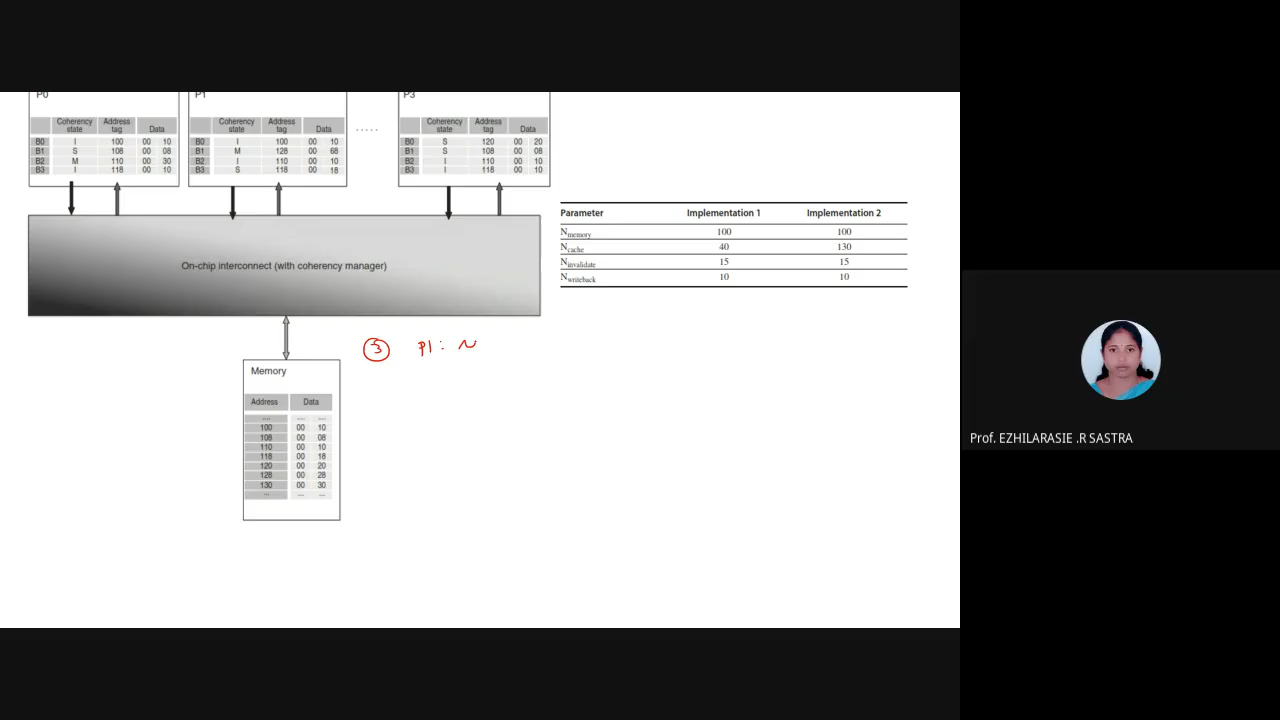 P0 P1 P3
Coherency state Address tag Data
B0 I 100 00 10
B1 S 108 00 08
B2 M 110 00 30
B3 I 118 00 10
Coherency state Address tag Data
B0 I 100 00 10
B1 M 128 00 68
B2 I 110 00 10
B3 S 118 00 18
.....
Coherency state Address tag Data
B0 S 120 00 20
B1 S 108 00 08
B2 I 110 00 10
B3 I 118 00 10
Parameter Implementation 1 Implementation 2
Nmemory 100 100
Ncache 40 130
Ninvalidate 15 15
Nwriteback 10 10
On-chip interconnect (with coherency manager)
3 P1:
Memory
Address Data
.... .... ....
100 00 10
108 00 08
110 00 10
118 00 18
120 00 20
128 00 28
130 00 30
... ... ...
Prof. EZHILARASIE .R SASTRA